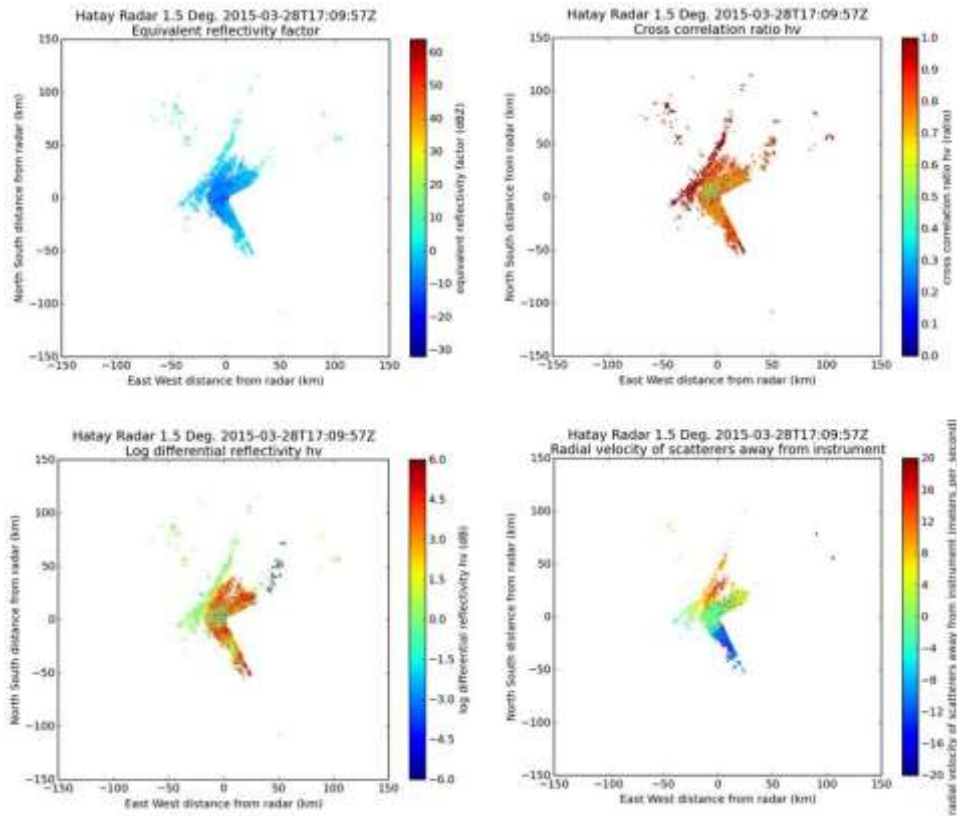 Hatay Radar 1.5 Deg. 2015-03-28T17:09:57Z
Equivalent reflectivity factor
150
100
50
0
−50
−100
−150
North South distance from radar (km)
−150 −100 −50 0 50 100 150
East West distance from radar (km)
60
50
40
30
20
10
0
−10
−20
−30
equivalent reflectivity factor (dBZ)
Hatay Radar 1.5 Deg. 2015-03-28T17:09:57Z
Cross correlation ratio hv
150
100
50
0
−50
−100
−150
North South distance from radar (km)
−150 −100 −50 0 50 100 150
East West distance from radar (km)
1.0
0.9
0.8
0.7
0.6
0.5
0.4
0.3
0.2
0.1
0.0
cross correlation ratio hv (ratio)
Hatay Radar 1.5 Deg. 2015-03-28T17:09:57Z
Log differential reflectivity hv
150
100
50
0
−50
−100
−150
North South distance from radar (km)
−150 −100 −50 0 50 100 150
East West distance from radar (km)
6.0
4.5
3.0
1.5
0.0
−1.5
−3.0
−4.5
−6.0
log differential reflectivity hv (dB)
Hatay Radar 1.5 Deg. 2015-03-28T17:09:57Z
Radial velocity of scatterers away from instrument
150
100
50
0
−50
−100
−150
North South distance from radar (km)
−150 −100 −50 0 50 100 150
East West distance from radar (km)
20
16
12
8
4
0
−4
−8
−12
−16
−20
radial velocity of scatterers away from instrument (meters_per_second)